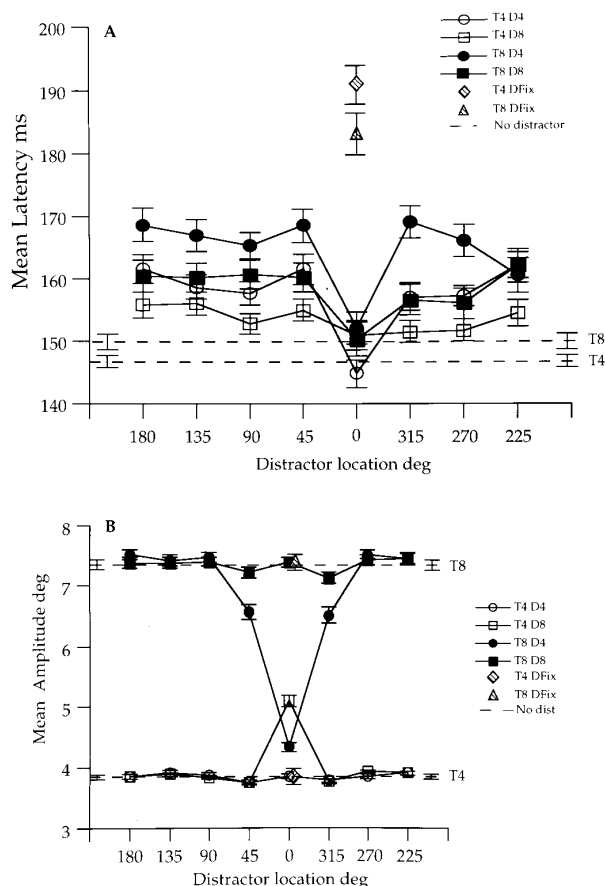 A
200
190
180
170
160
150
140
Mean Latency ms
T4 D4
T4 D8
T8 D4
T8 D8
T4 DFix
T8 DFix
No distractor
T8
T4
180 135 90 45 0 315 270 225
Distractor location deg
B
8
7
6
5
4
3
Mean Amplitude deg
T8
T4 D4
T4 D8
T8 D4
T8 D8
T4 DFix
T8 DFix
No dist
T4
180 135 90 45 0 315 270 225
Distractor location deg